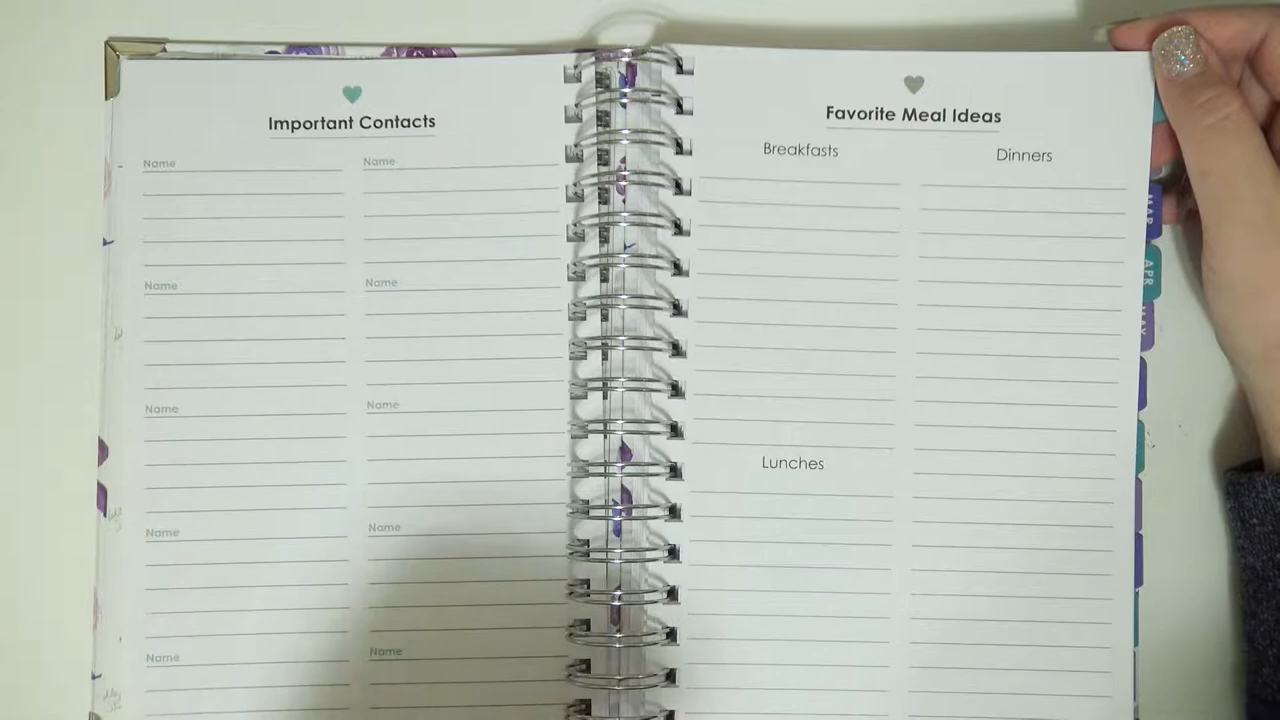 Important Contacts
Name Name
Name Name
Name Name
Name Name
Name Name
Favorite Meal Ideas
Breakfasts Dinners
Lunches
MAR
APR
MAY